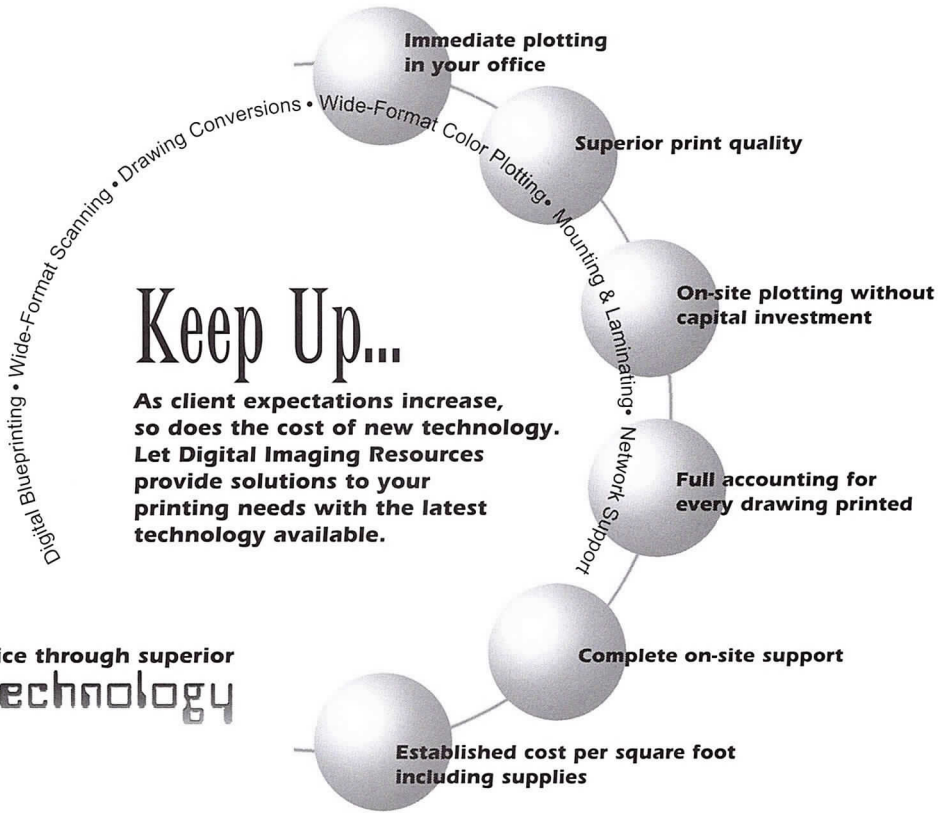 Immediate plotting
in your office
Digital Blueprinting • Wide-Format Scanning • Drawing Conversions • Wide-Format Color Plotting • Mounting & Laminating • Network Support
Superior print quality
On-site plotting without
capital investment
Keep Up...
As client expectations increase,
so does the cost of new technology.
Let Digital Imaging Resources
provide solutions to your
printing needs with the latest
technology available.
Full accounting for
every drawing printed
through superior
Complete on-site support
Established cost per square foot
including supplies